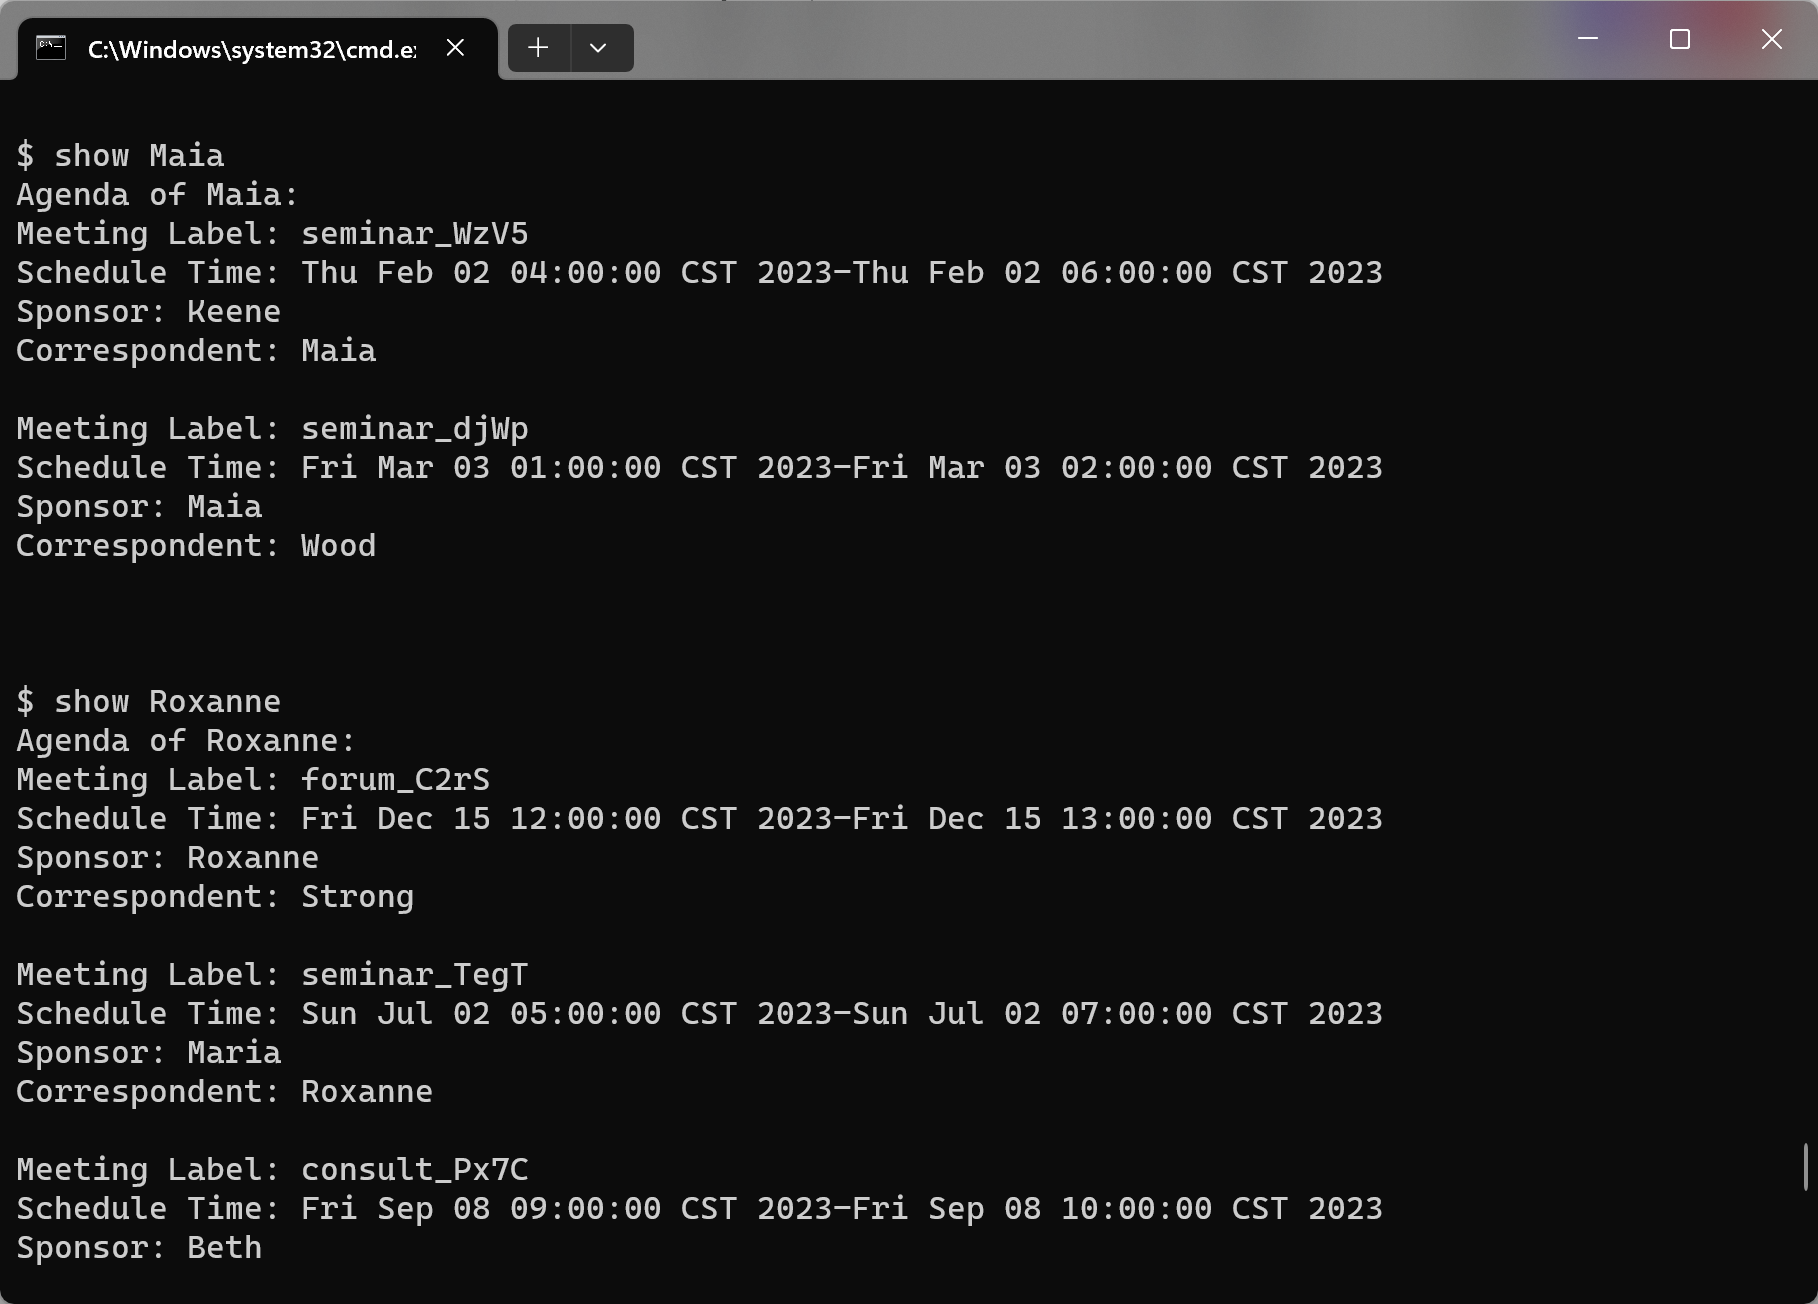 C:\Windows\system32\cmd.e
$ show Maia
Agenda of Maia:
Meeting Label: seminar_WzV5
Schedule Time: Thu Feb 02 04:00:00 CST 2023-Thu Feb 02 06:00:00 CST 2023
Sponsor: Keene
Correspondent: Maia
Meeting Label: seminar_djWp
Schedule Time: Fri Mar 03 01:00:00 CST 2023-Fri Mar 03 02:00:00 CST 2023
Sponsor: Maia
Correspondent: Wood
$ show Roxanne
Agenda of Roxanne:
Meeting Label: forum_C2rS
Schedule Time: Fri Dec 15 12:00:00 CST 2023-Fri Dec 15 13:00:00 CST 2023
Sponsor: Roxanne
Correspondent: Strong
Meeting Label: seminar_TegT
Schedule Time: Sun Jul 02 05:00:00 CST 2023-Sun Jul 02 07:00:00 CST 2023
Sponsor: Maria
Correspondent: Roxanne
Meeting Label: consult_Px7C
Schedule Time: Fri Sep 08 09:00:00 CST 2023-Fri Sep 08 10:00:00 CST 2023
Sponsor: Beth